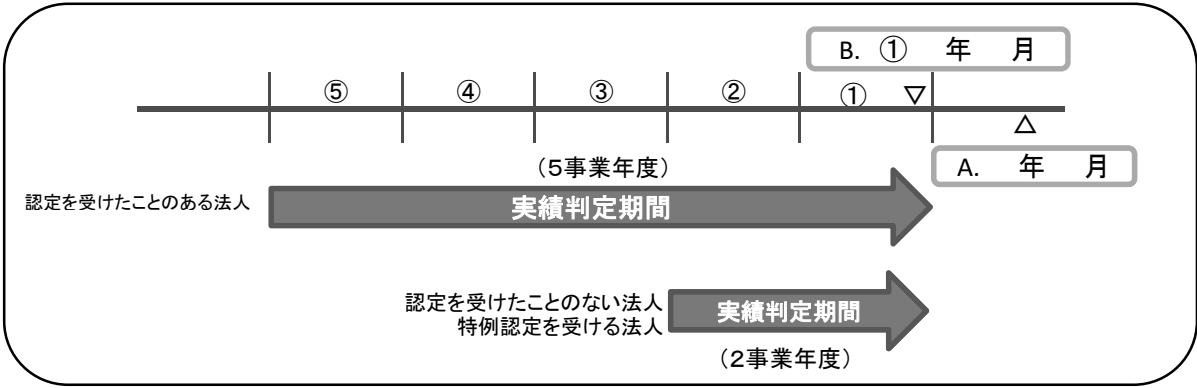 B. ① 年 月
⑤ ④ ③ ② ① ▽
△
(5事業年度)
A. 年 月
認定を受けたことのある法人
実績判定期間
認定を受けたことのない法人
特例認定を受ける法人
実績判定期間
(2事業年度)